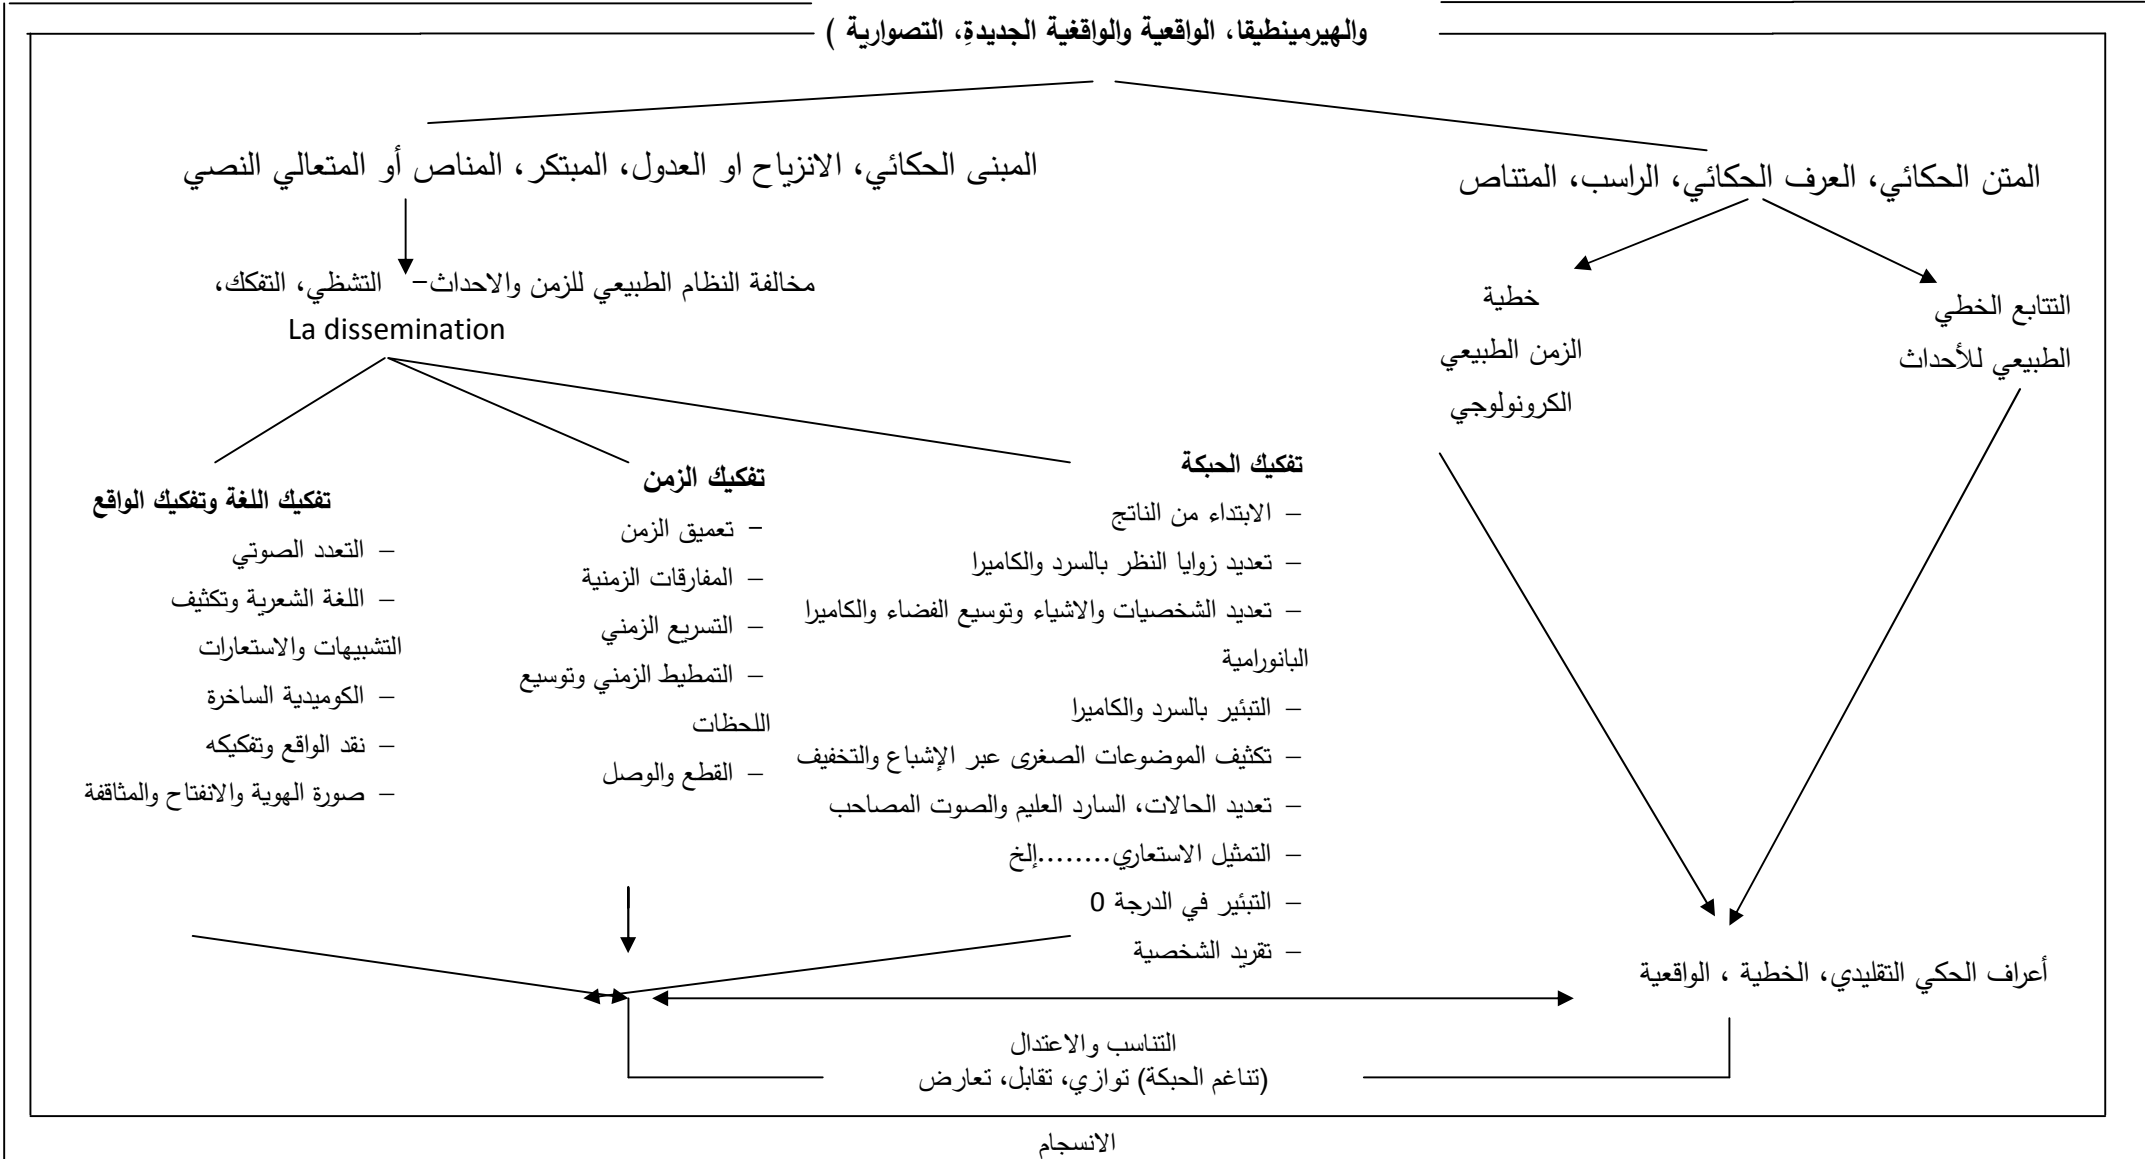 والهيرمينطيقا، الواقعية والواقغية الجديدةِ، التصوارية )
المتن الحكائي، العرف الحكائي، الراسب، المتناص
المبنى الحكائي، الانزياح او العدول، المبتكر، المناص أو المتعالي النصي
التتابع الخطي
الطبيعي للأحداث
خطية
الزمن الطبيعي
الكرونولوجي
مخالفة النظام الطبيعي للزمن والاحداث– التشظي، التفكك،
La dissemination
تفكيك الحبكة
– الابتداء من الناتج
– تعديد زوايا النظر بالسرد والكاميرا
– تعديد الشخصيات والاشياء وتوسيع الفضاء والكاميرا
البانورامية
– التبئير بالسرد والكاميرا
– تكثيف الموضوعات الصغرى عبر الإشباع والتخفيف
– تعديد الحالات، السارد العليم والصوت المصاحب
– التمثيل الاستعاري........إلخ
– التبئير في الدرجة 0
– تقريد الشخصية
تفكيك الزمن
– تعميق الزمن
– المفارقات الزمنية
– التسريع الزمني
– التمطيط الزمني وتوسيع
اللحظات
– القطع والوصل
تفكيك اللغة وتفكيك الواقع
– التعدد الصوتي
– اللغة الشعرية وتكثيف
التشبيهات والاستعارات
– الكوميدية الساخرة
– نقد الواقع وتفكيكه
– صورة الهوية والانفتاح والمثاقفة
أعراف الحكي التقليدي، الخطية ، الواقعية
التناسب والاعتدال
(تناغم الحبكة) توازي، تقابل، تعارض
الانسجام